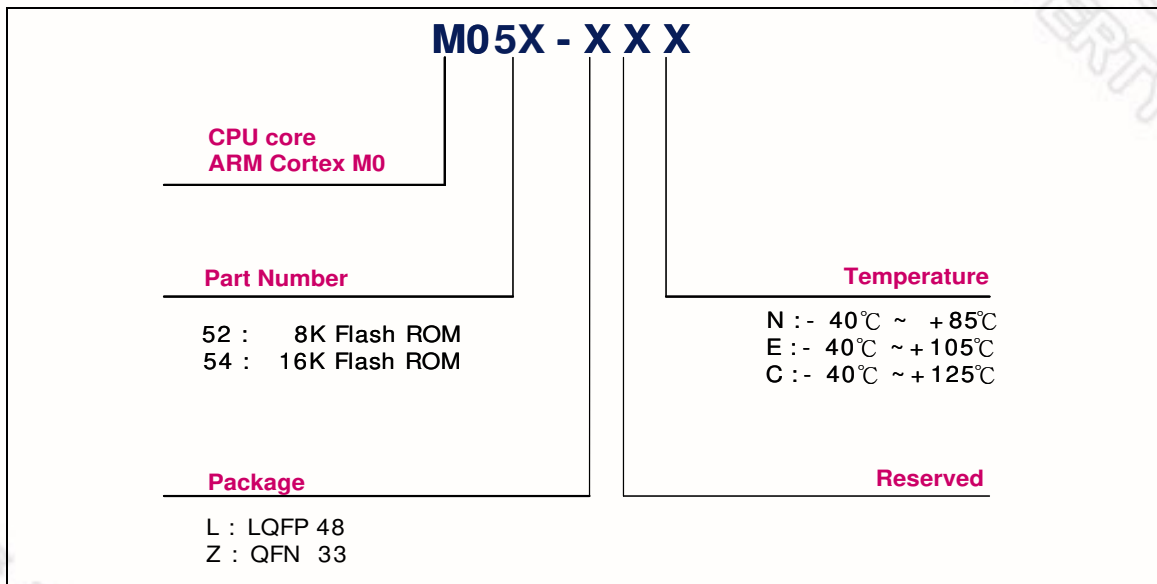 M05X - X X X
CPU core
ARM Cortex M0
Part Number
52 : 8K Flash ROM
54 : 16K Flash ROM
Temperature
N : - 40℃ ~ + 85℃
E : - 40℃ ~ + 105℃
C : - 40℃ ~ + 125℃
Package
L : LQFP 48
Z : QFN 33
Reserved